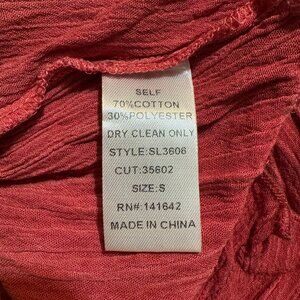 SELF
70%COTTON
30%POLYESTER
DRY CLEAN ONLY
STYLE:SL3606
CUT:35602
SIZE:S
RN#:141642
MADE IN CHINA